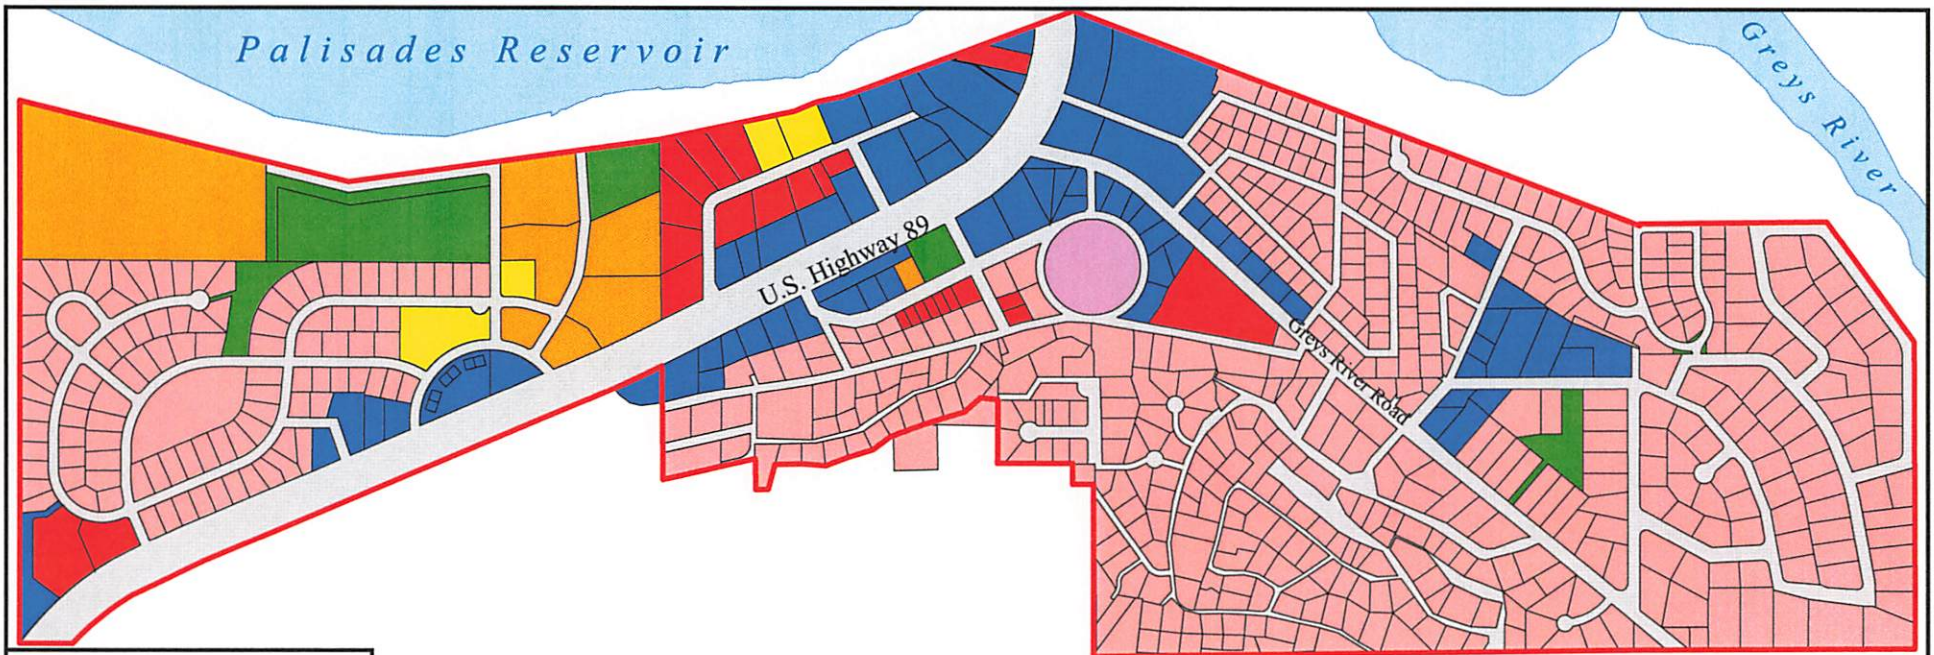 Palisades Reservoir
Greys River
U.S. Highway 89
Greys River Road